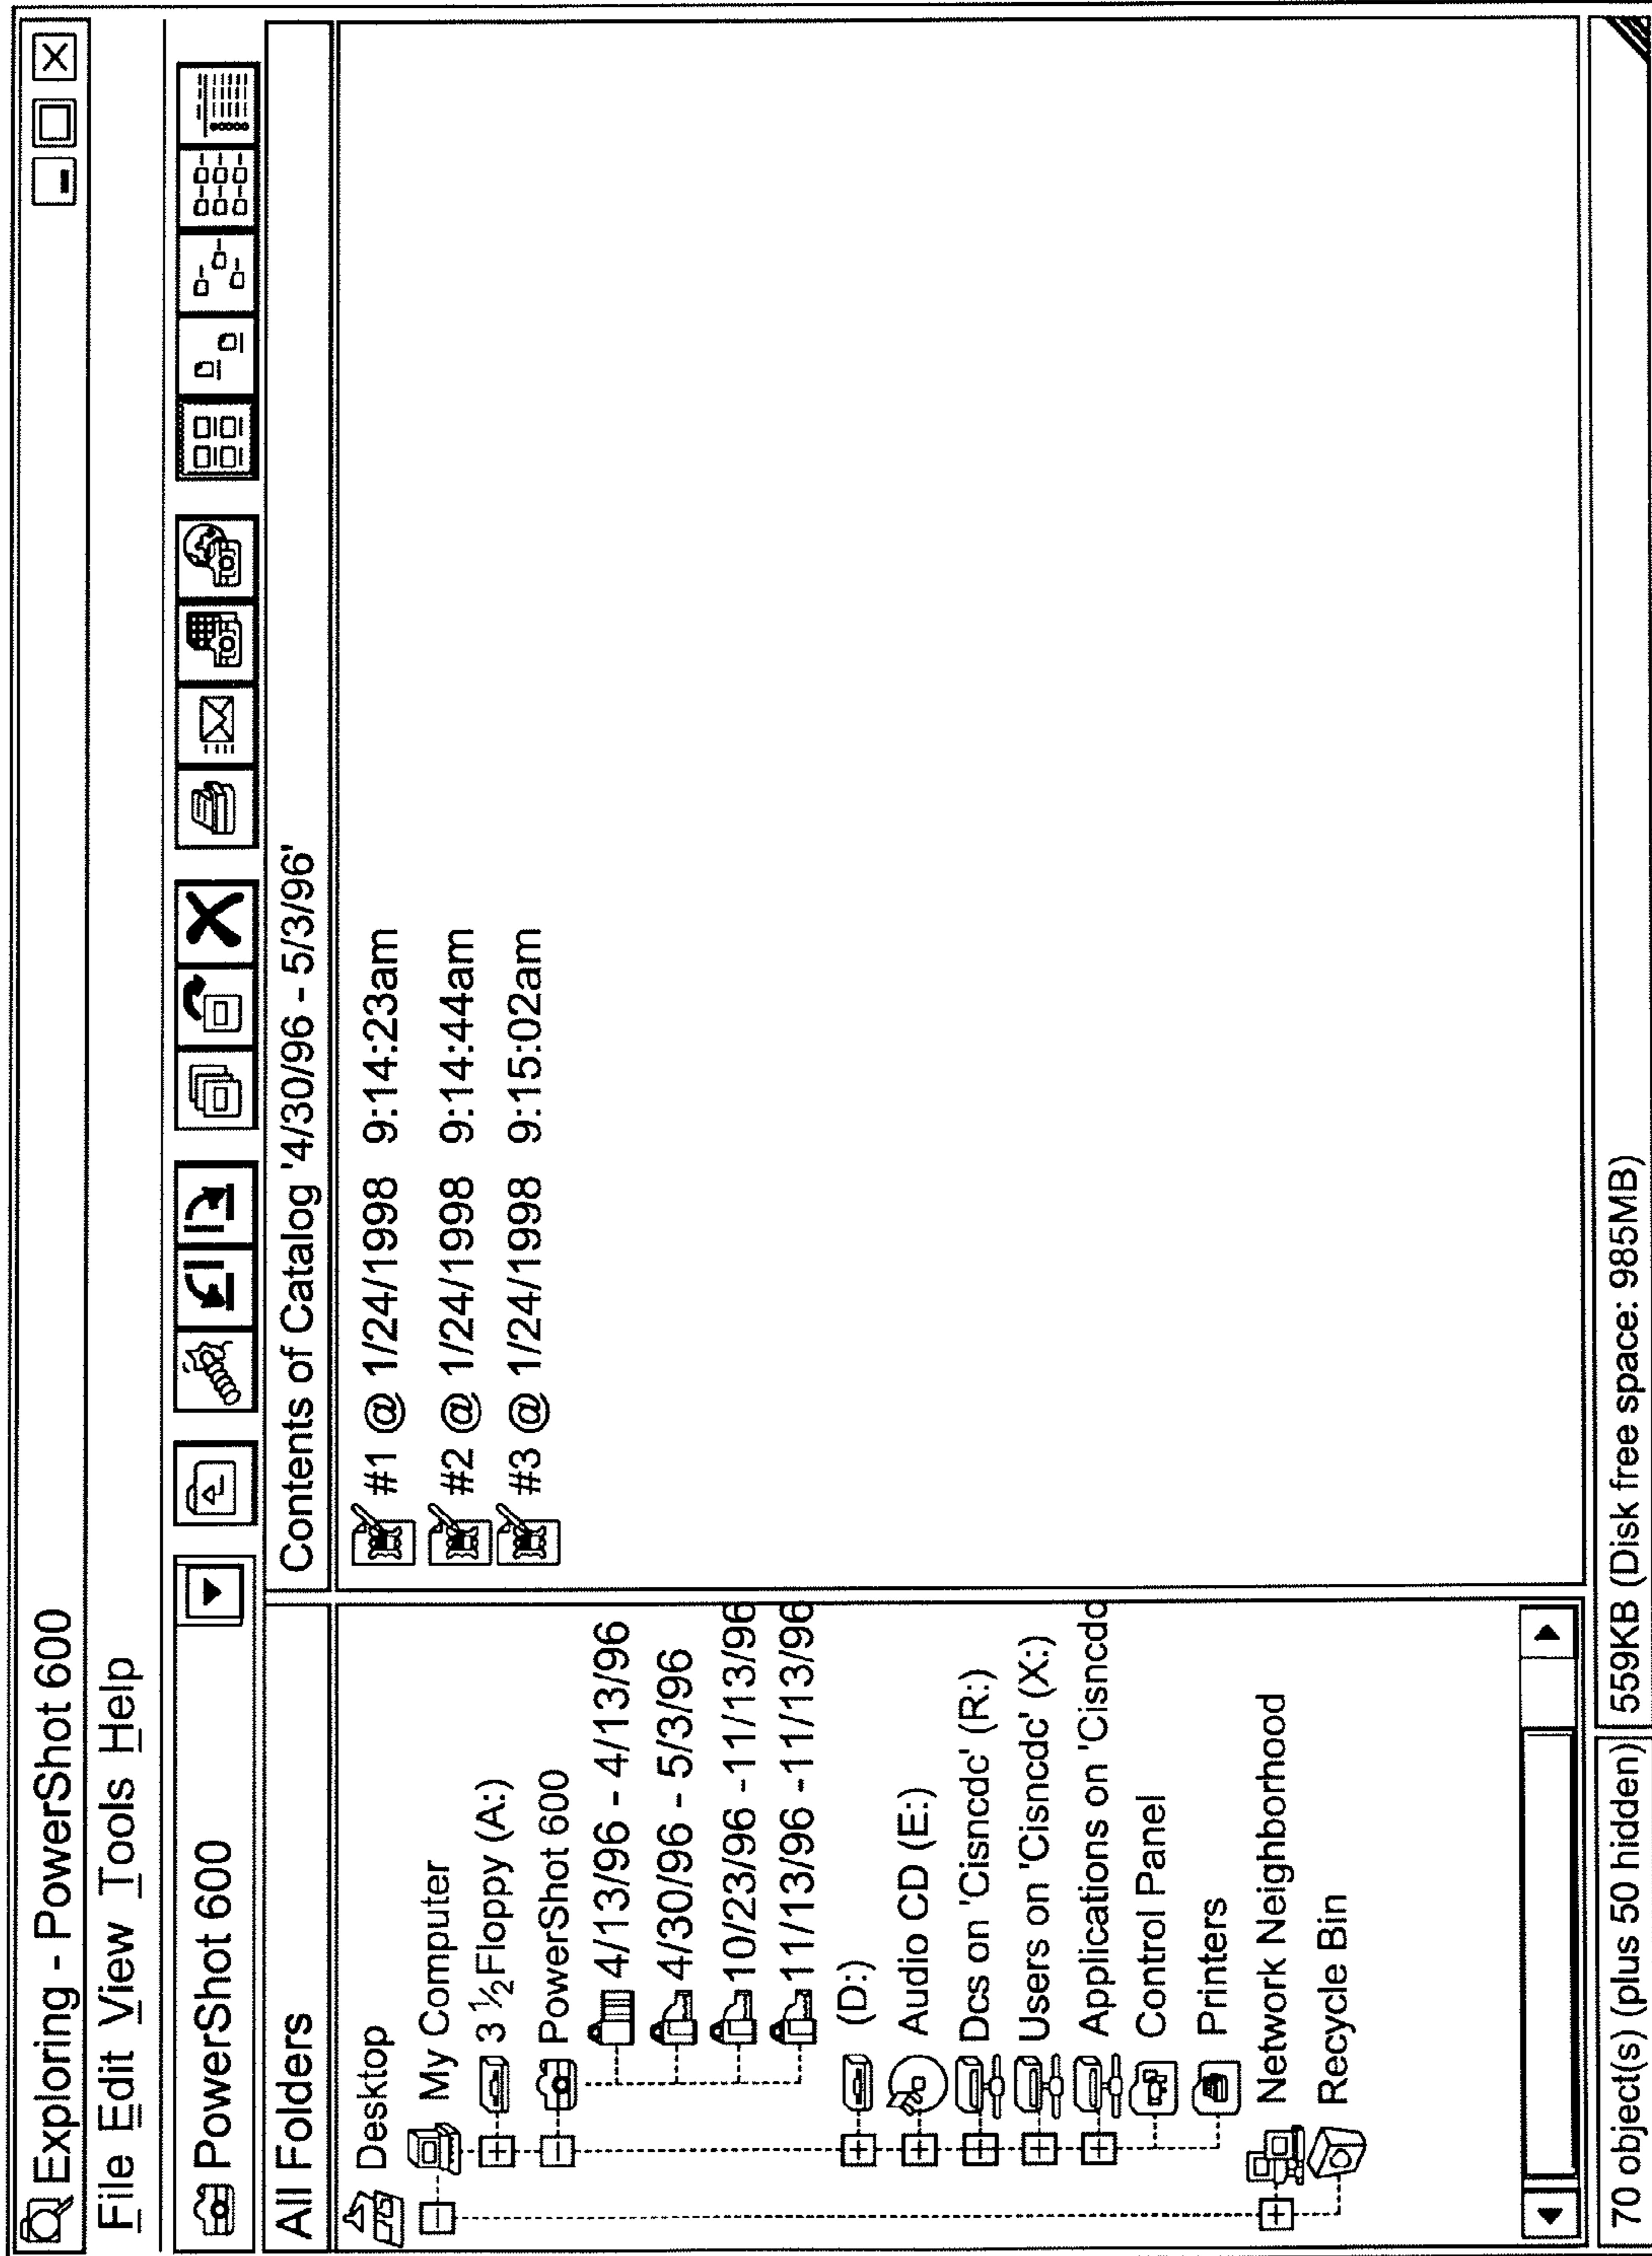 Exploring - PowerShot 600
File Edit View Tools Help
PowerShot 600
All Folders
Contents of Catalog '4/30/96 - 5/3/96'
Desktop
My Computer
3 ½ Floppy (A:)
PowerShot 600
4/13/96 - 4/13/96
4/30/96 - 5/3/96
10/23/96 -11/13/96
11/13/96 -11/13/96
(D:)
Audio CD (E:)
Dcs on 'Cisncdc' (R:)
Users on 'Cisncdc' (X:)
Applications on 'Cisncdc
Control Panel
Printers
Network Neighborhood
Recycle Bin
#1 @ 1/24/1998 9:14:23am
#2 @ 1/24/1998 9:14:44am
#3 @ 1/24/1998 9:15:02am
70 object(s) (plus 50 hidden)
559KB (Disk free space: 985MB)